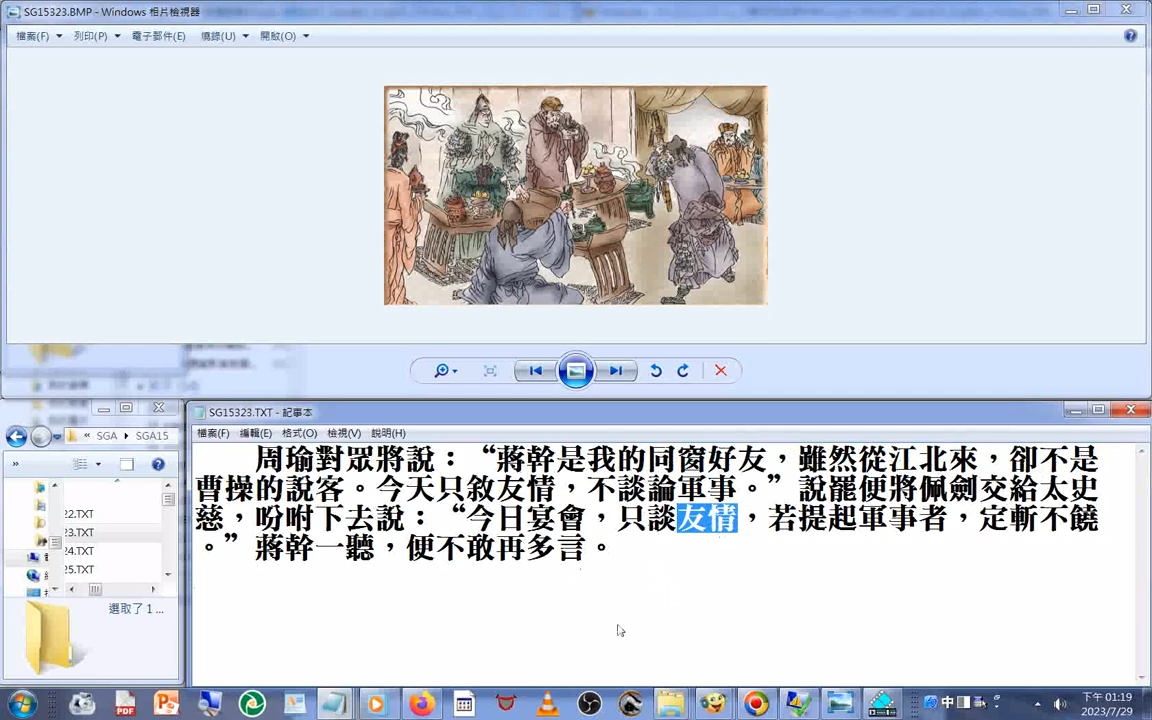 SG15323.BMP - Windows 相片檢視器
檔案(F) 列印(P) 電子郵件(E) 燒錄(U) 開啟(O)
« SGA SGA15
22.TXT
23.TXT
24.TXT
25.TXT
選取了 1 ...
SG15323.TXT - 記事本
檔案(F) 編輯(E) 格式(O) 檢視(V) 說明(H)
周瑜對眾將說：“蔣幹是我的同窗好友，雖然從江北來，卻不是
曹操的說客。今天只敘友情，不談論軍事。”說罷便將佩劍交給太史
慈，吩咐下去說：“今日宴會，只談友情，若提起軍事者，定斬不饒
。”蔣幹一聽，便不敢再多言。
PDF
中
下午 01:19
2023/7/29